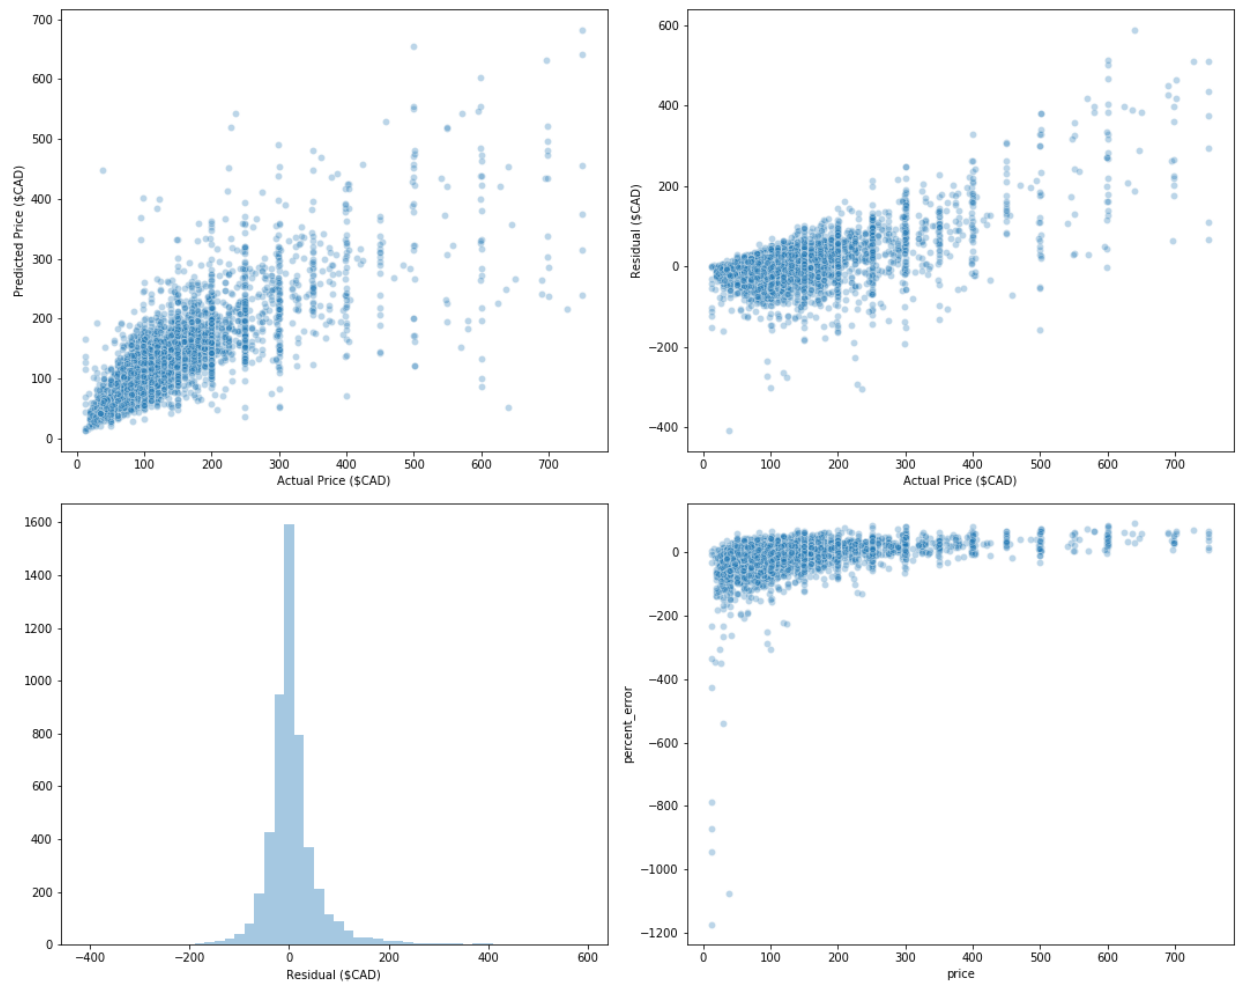 700
600
500
400
300
200
100
0
Predicted Price ($CAD)
0 100 200 300 400 500 600 700
Actual Price ($CAD)
600
400
200
0
−200
−400
Residual ($CAD)
0 100 200 300 400 500 600 700
Actual Price ($CAD)
1600
1400
1200
1000
800
600
400
200
0
−400 −200 0 200 400 600
Residual ($CAD)
0
−200
−400
−600
−800
−1000
−1200
percent_error
0 100 200 300 400 500 600 700
price